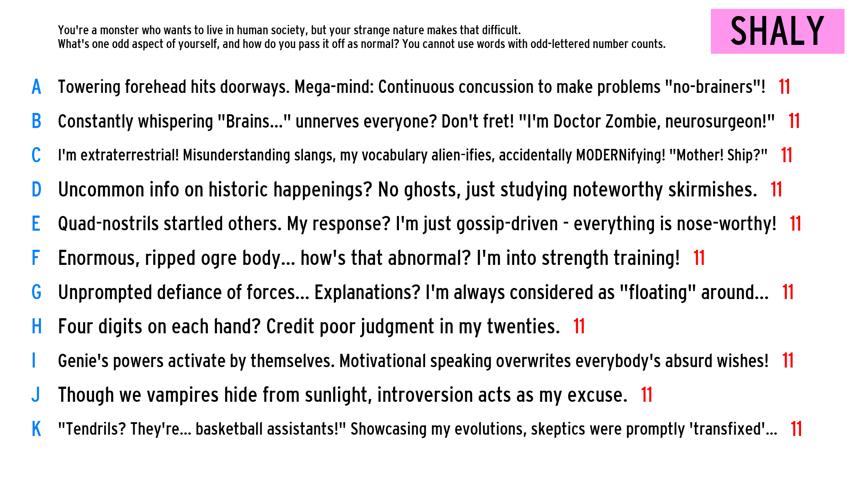 You're a monster who wants to live in human society, but your strange nature makes that difficult.
What's one odd aspect of yourself, and how do you pass it off as normal? You cannot use words with odd-lettered number counts.
SHALY
A Towering forehead hits doorways. Mega-mind: Continuous concussion to make problems "no-brainers"! 11
B Constantly whispering "Brains..." unnerves everyone? Don't fret! "I'm Doctor Zombie, neurosurgeon!" 11
C I'm extraterrestrial! Misunderstanding slangs, my vocabulary alien-ifies, accidentally MODERNifying! "Mother! Ship?" 11
D Uncommon info on historic happenings? No ghosts, just studying noteworthy skirmishes. 11
E Quad-nostrils startled others. My response? I'm just gossip-driven - everything is nose-worthy! 11
F Enormous, ripped ogre body... how's that abnormal? I'm into strength training! 11
G Unprompted defiance of forces... Explanations? I'm always considered as "floating" around... 11
H Four digits on each hand? Credit poor judgment in my twenties. 11
I Genie's powers activate by themselves. Motivational speaking overwrites everybody's absurd wishes! 11
J Though we vampires hide from sunlight, introversion acts as my excuse. 11
K "Tendrils? They're... basketball assistants!" Showcasing my evolutions, skeptics were promptly 'transfixed'... 11